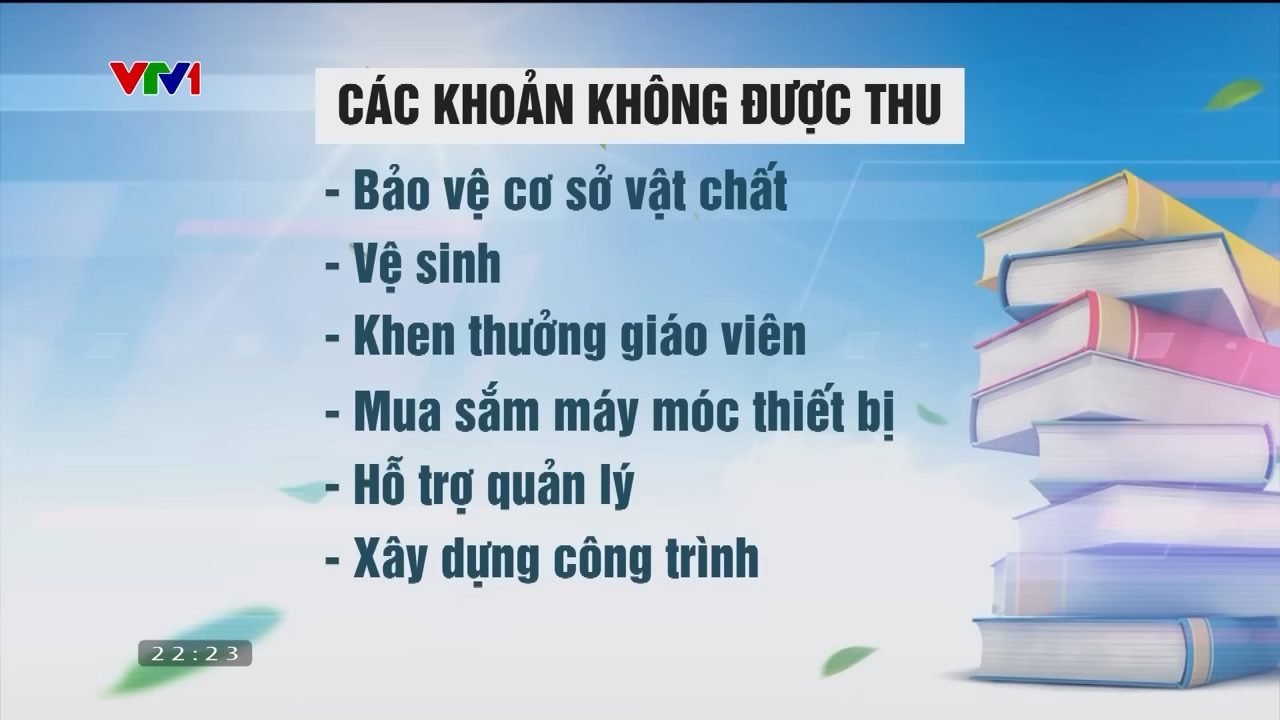 VTV1
CÁC KHOẢN KHÔNG ĐƯỢC THU
- Bảo vệ cơ sở vật chất
- Vệ sinh
- Khen thưởng giáo viên
- Mua sắm máy móc thiết bị
- Hỗ trợ quản lý
- Xây dựng công trình
22:23